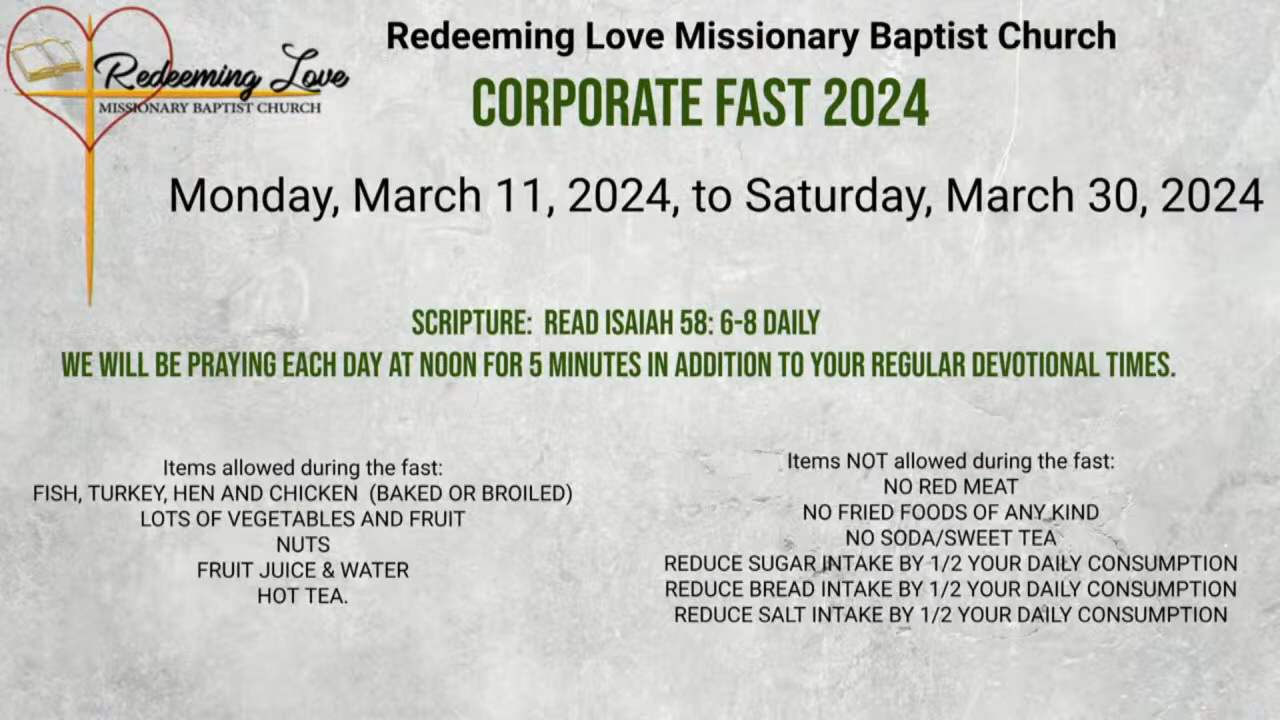 Redeeming Love
MISSIONARY BAPTIST CHURCH
Redeeming Love Missionary Baptist Church
CORPORATE FAST 2024
Monday, March 11, 2024, to Saturday, March 30, 2024
SCRIPTURE: READ ISAIAH 58: 6-8 DAILY
WE WILL BE PRAYING EACH DAY AT NOON FOR 5 MINUTES IN ADDITION TO YOUR REGULAR DEVOTIONAL TIMES.
Items allowed during the fast:
FISH, TURKEY, HEN AND CHICKEN (BAKED OR BROILED)
LOTS OF VEGETABLES AND FRUIT
NUTS
FRUIT JUICE & WATER
HOT TEA.
Items NOT allowed during the fast:
NO RED MEAT
NO FRIED FOODS OF ANY KIND
NO SODA/SWEET TEA
REDUCE SUGAR INTAKE BY 1/2 YOUR DAILY CONSUMPTION
REDUCE BREAD INTAKE BY 1/2 YOUR DAILY CONSUMPTION
REDUCE SALT INTAKE BY 1/2 YOUR DAILY CONSUMPTION